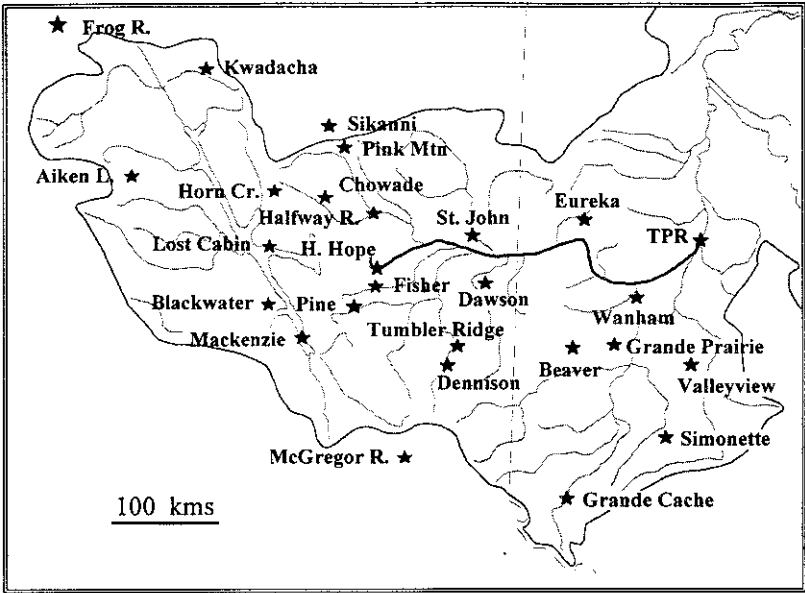 Frog R.
Kwadacha
Sikanni
Pink Mtn
Aiken L.
Horn Cr.
Chowade
Eureka
Halfway R.
St. John
TPR
Lost Cabin
H. Hope
Fisher
Dawson
Blackwater
Pine
Wanham
Tumbler Ridge
Mackenzie
Grande Prairie
Beaver
Dennison
Valleyview
Simonette
McGregor R.
Grande Cache
100 kms